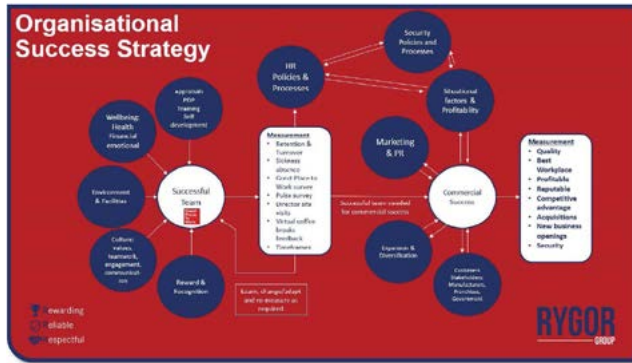 Organisational
Success Strategy
Security
Policies and
Processes
HR
Policies &
Processes
appraisals
PDP
Training
Self
development
Wellbeing:
Health
Financial
emotional
Situational
factors &
Profitability
Measurement
• Retention &
Turnover
• Sickness
absence
• Great Place to
Work survey
• Pulse survey
• Director site
visits
• Virtual coffee
breaks
feedback
• Timeframes
Marketing
& PR
Measurement
• Quality
• Best
Workplace
• Profitable
• Reputable
• Competitive
advantage
• Acquisitions
• New business
openings
• Security
Environment
& Facilities
Successful
Team
Successful team needed
for commercial success
Commercial
Success
Culture:
values,
teamwork,
engagement,
communicat-
ion
Reward &
Recognition
Expansion &
Diversification
Customers
Stakeholders
Manufacturers,
Franchises,
Government
Learn, change/adapt
and re-measure as
required
Rewarding
Reliable
Respectful
RYGOR
GROUP